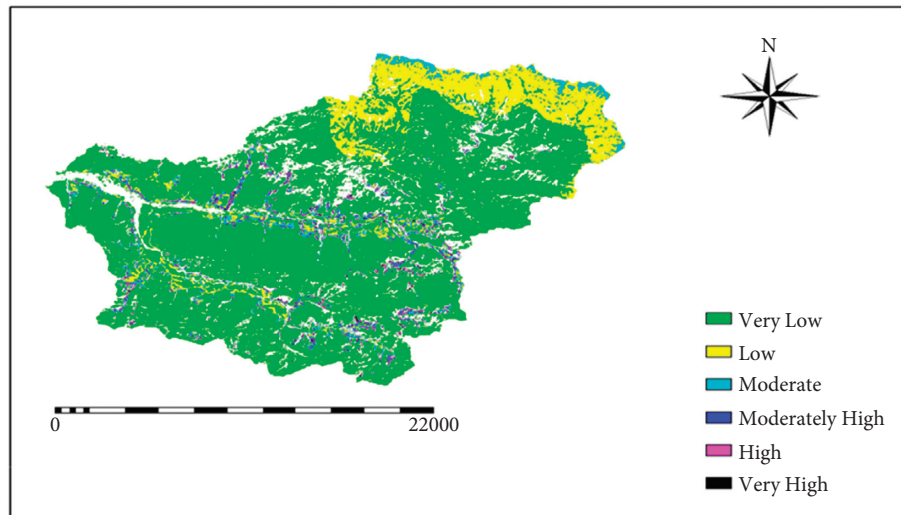 N
Very Low
Low
Moderate
Moderately High
High
Very High
0 22000